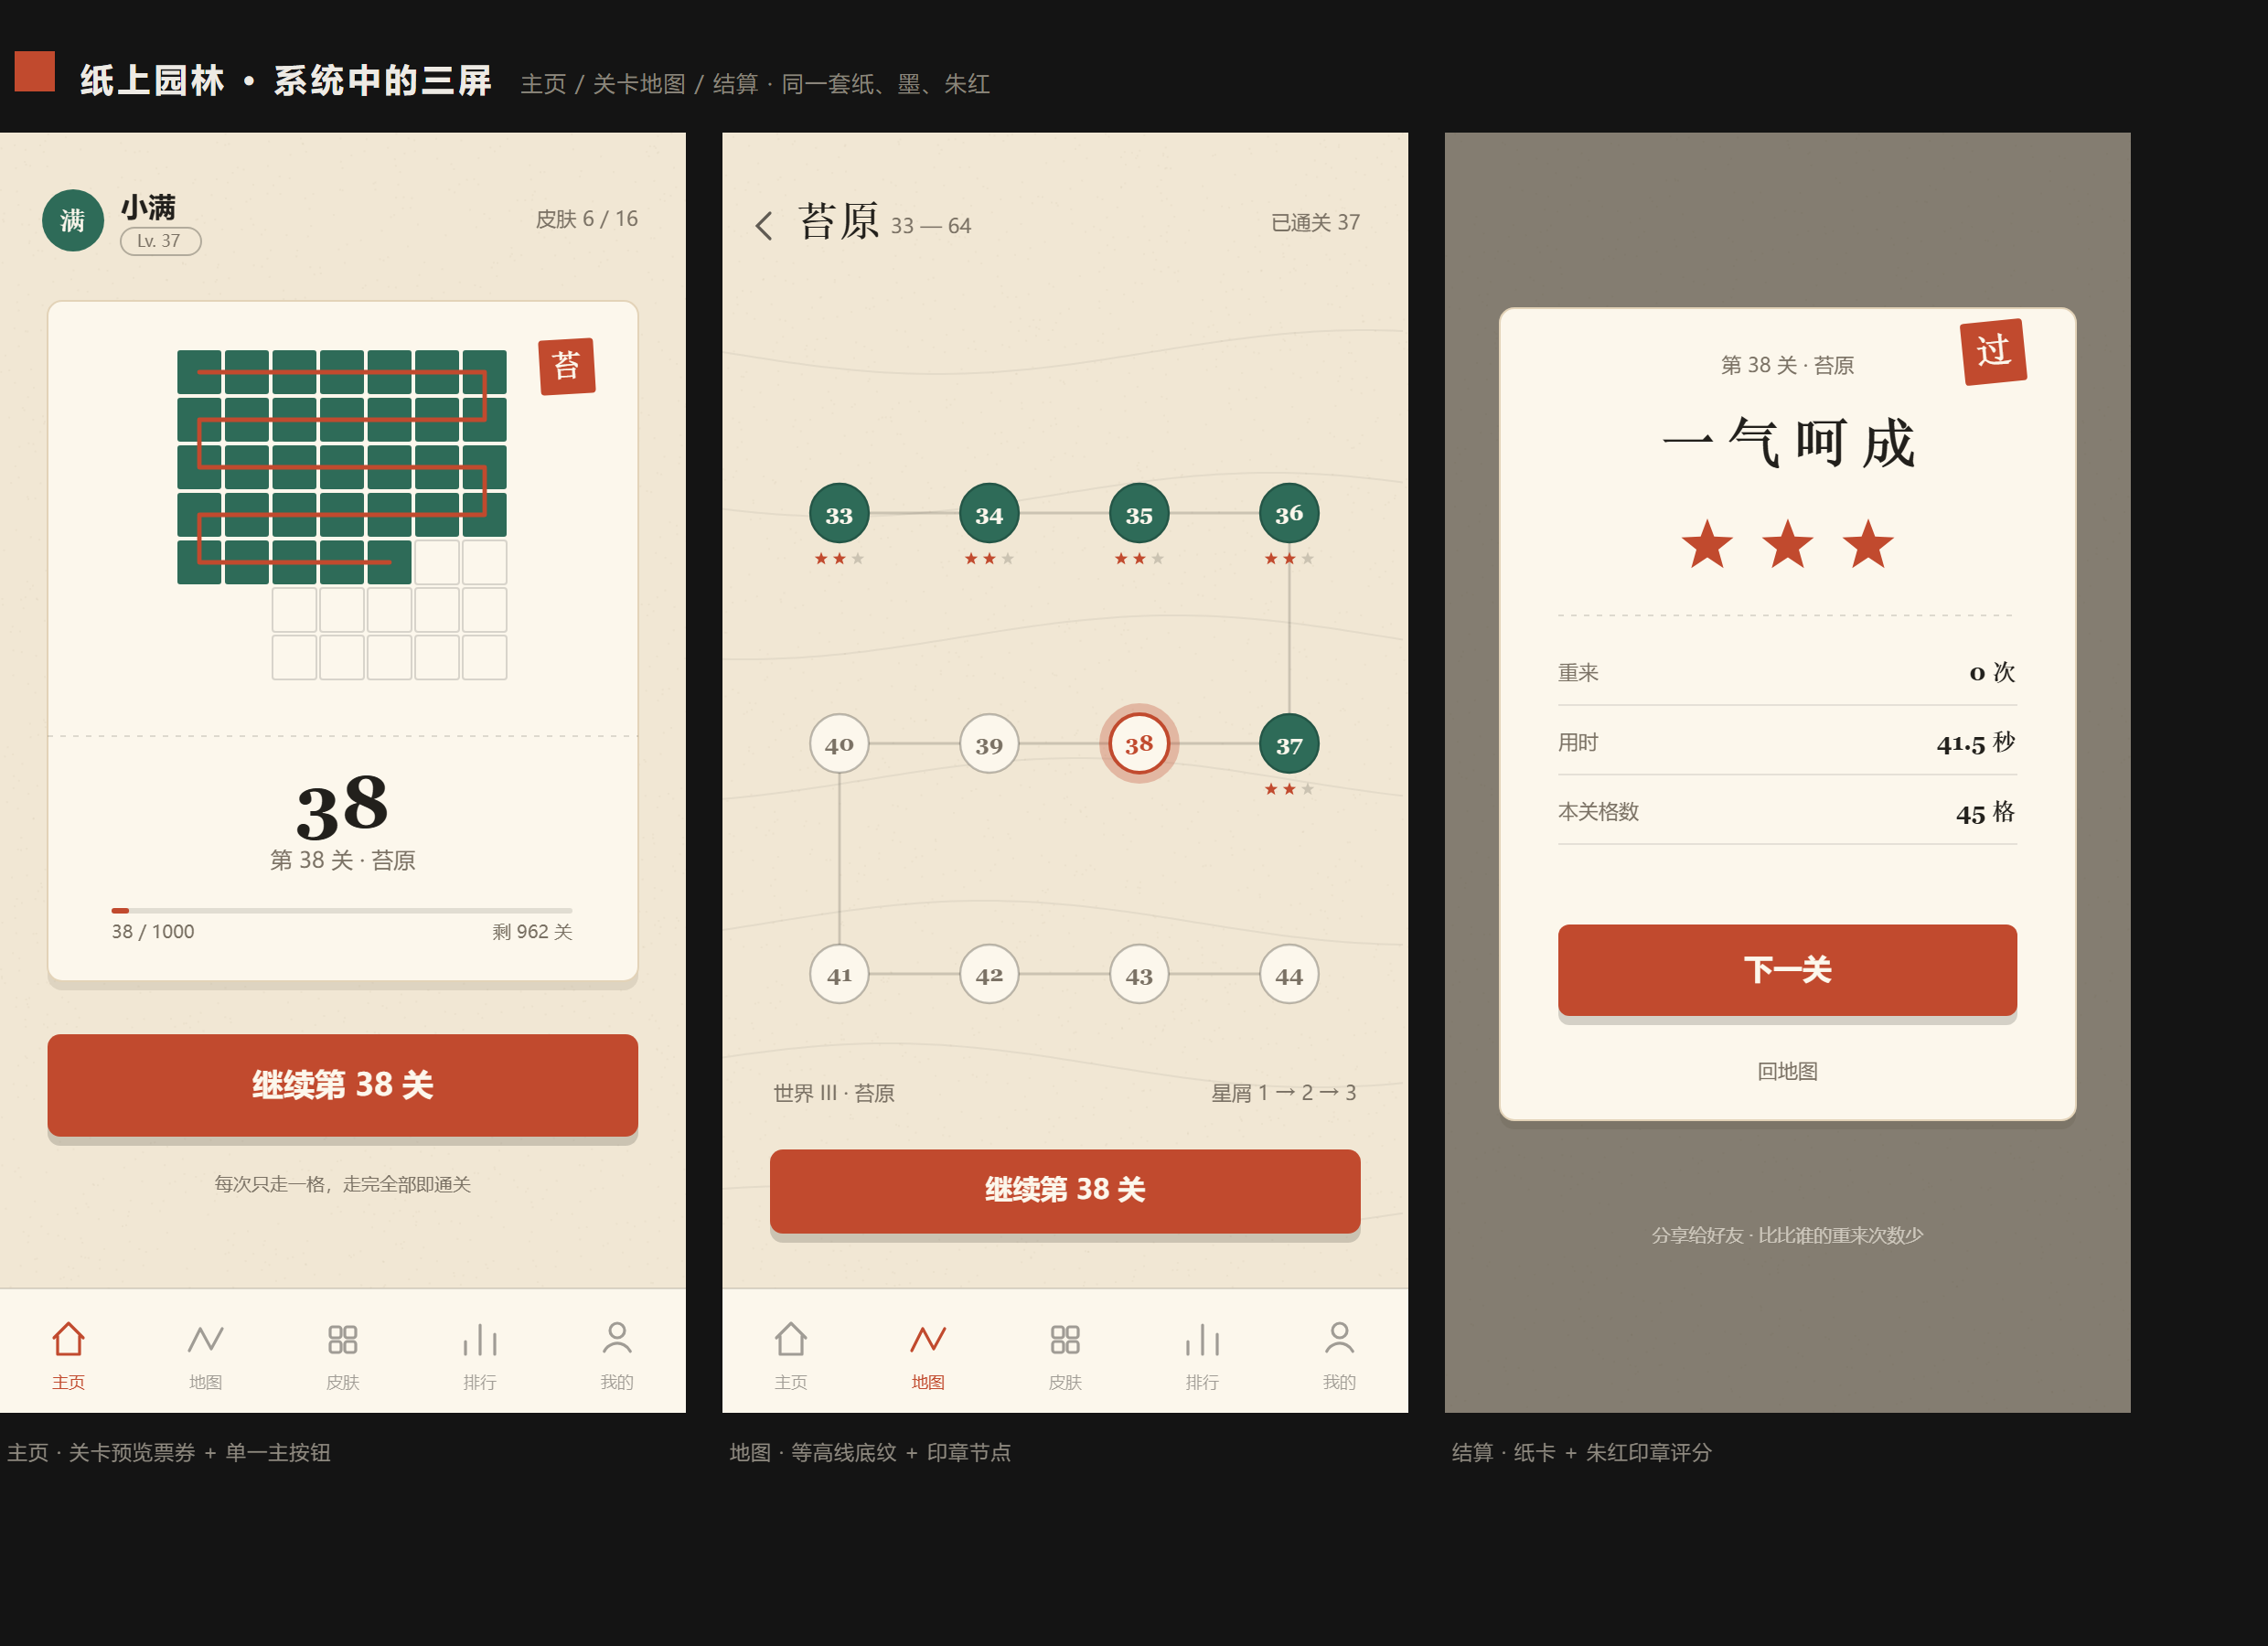 纸上园林 • 系统中的三屏 主页 / 关卡地图 / 结算 · 同一套纸、墨、朱红
满
小满
Lv. 37
皮肤 6 / 16
苔
38
第 38 关 · 苔原
38 / 1000
剩 962 关
继续第 38 关
每次只走一格，走完全部即通关
主页
地图
皮肤
排行
我的
主页 · 关卡预览票券 + 单一主按钮
苔原 33 — 64
已通关 37
33
34
35
36
40
39
38
37
41
42
43
44
世界 III · 苔原
星屑 1 → 2 → 3
继续第 38 关
主页
地图
皮肤
排行
我的
地图 · 等高线底纹 + 印章节点
过
第 38 关 · 苔原
一气呵成
重来
0 次
用时
41.5 秒
本关格数
45 格
下一关
回地图
分享给好友 · 比比谁的重来次数少
结算 · 纸卡 + 朱红印章评分